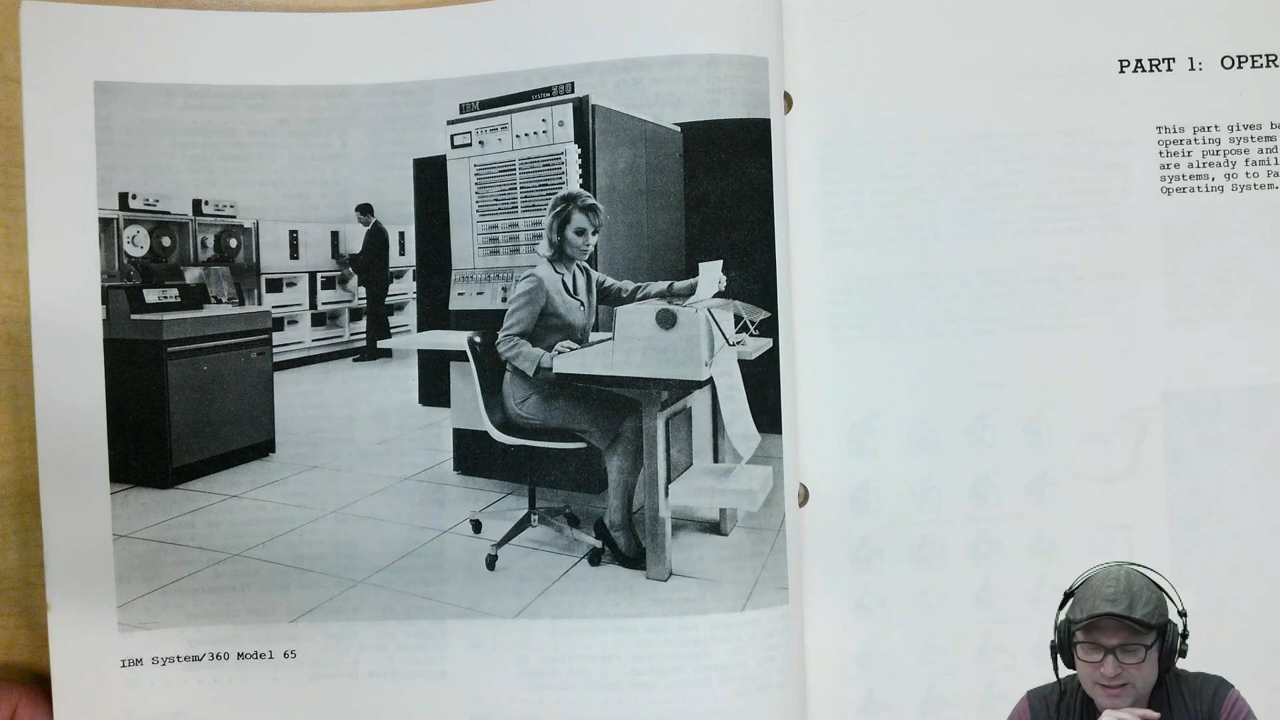 IBM SYSTEM 360
IBM System/360 Model 65
PART 1: OPER
This part gives ba
operating systems
their purpose and
are already famil
systems, go to Pa
Operating System.